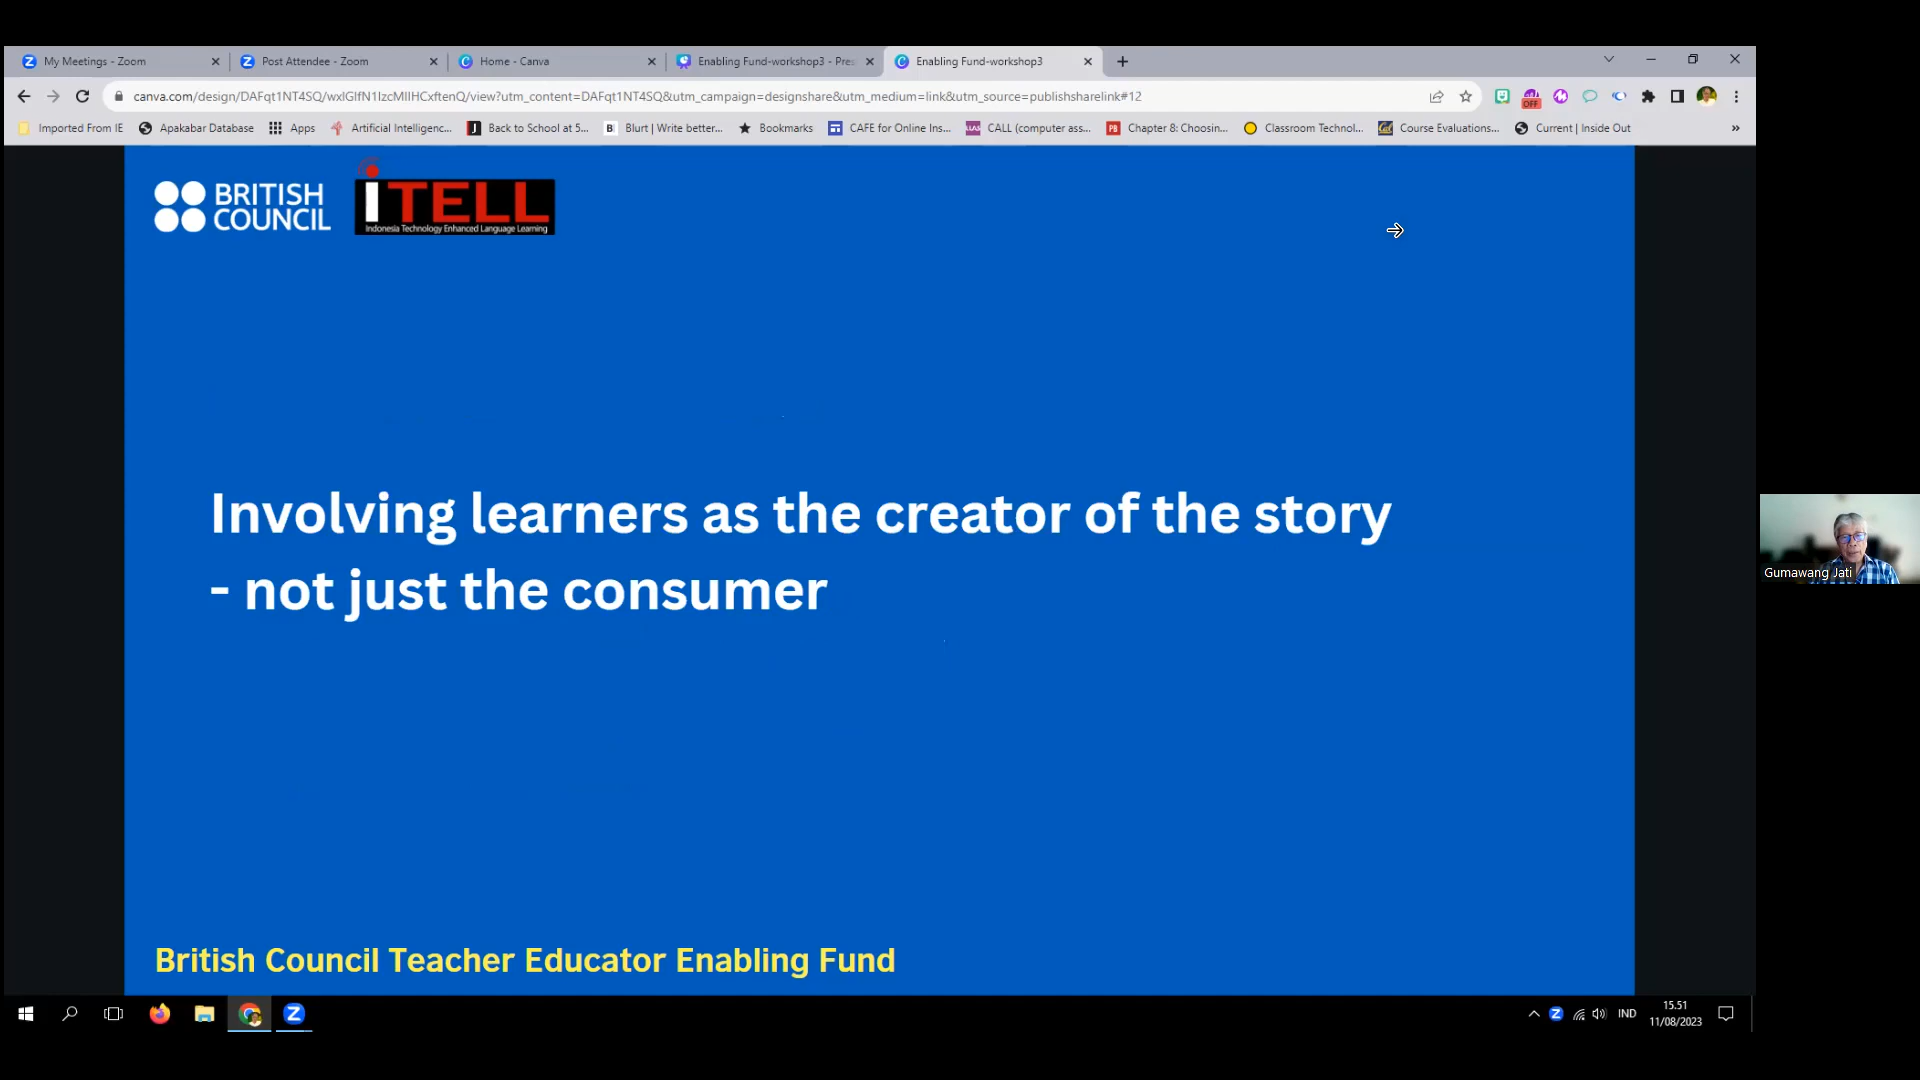 My Meetings - Zoom
Post Attendee - Zoom
Home - Canva
Enabling Fund-workshop3 - Pres
Enabling Fund-workshop3
canva.com/design/DAFqt1NT4SQ/wxlGlfN1IzcMlIHCxftenQ/view?utm_content=DAFqt1NT4SQ&utm_campaign=designshare&utm_medium=link&utm_source=publishsharelink#12
OFF
Imported From IE
Apakabar Database
Apps
Artificial Intelligenc...
Back to School at 5...
Blurt | Write better...
Bookmarks
CAFE for Online Ins...
CALL (computer ass...
Chapter 8: Choosin...
Classroom Technol...
Course Evaluations...
Current | Inside Out
BRITISH
COUNCIL
iTELL
Indonesia Technology Enhanced Language Learning
Involving learners as the creator of the story
- not just the consumer
Gumawang Jati
British Council Teacher Educator Enabling Fund
IND
15.51
11/08/2023